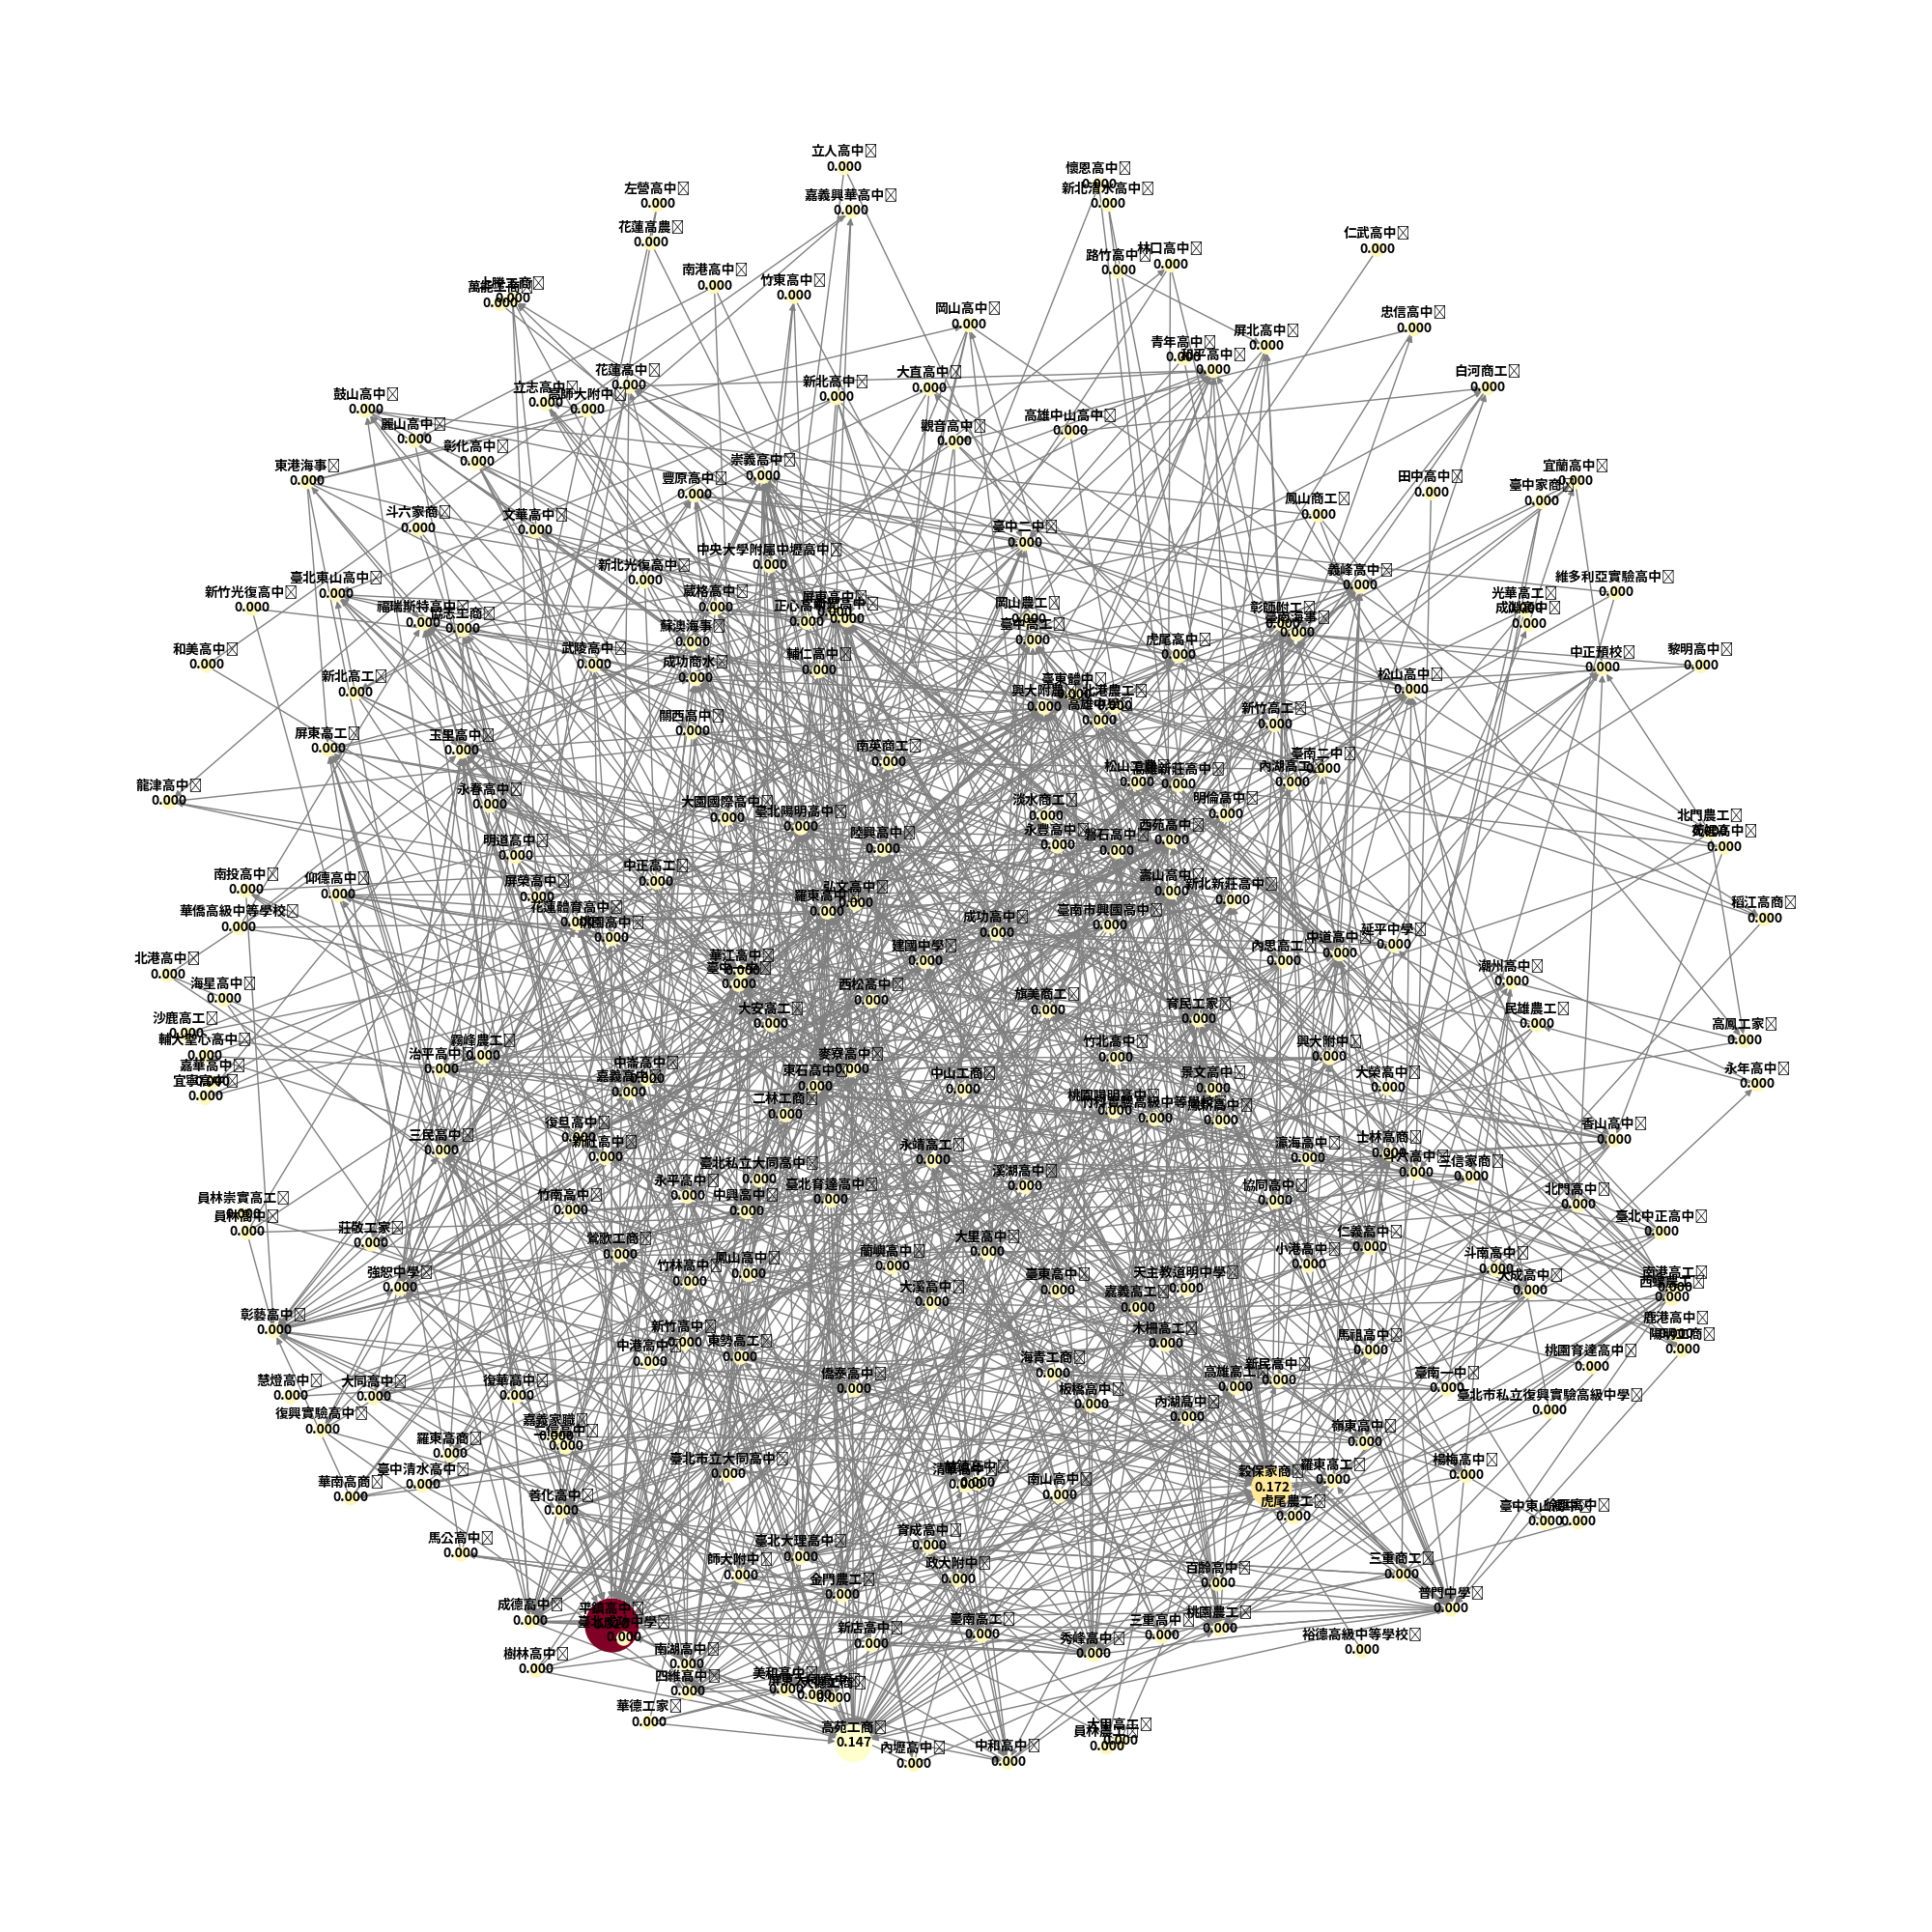 立人高中
0.000
懷恩高中
新北清水高中
0.000
左營高中
0.000
嘉義興華高中
0.000
花蓮高農
0.000
仁武高中
0.000
林口高中
0.000
路竹高中
0.000
南港高中
0.000
竹東高中
0.000
岡山高中
0.000
忠信高中
0.000
屏北高中
0.000
青年高中
和平高中
0.000
白河商工
0.000
花蓮高中
0.000
大直高中
0.000
新北高中
0.000
立志高中
0.000
高師大附中
0.000
鼓山高中
0.000
麗山高中
0.000
高雄中山高中
0.000
觀音高中
0.000
彰化高中
0.000
東港海事
0.000
崇義高中
0.000
豐原高中
0.000
宜蘭高中
0.000
田中高中
0.000
臺中家商
0.000
鳳山商工
0.000
斗六家商
0.000
文華高中
0.000
臺中二中
0.000
中央大學附屬中壢高中
0.000
新北光復高中
0.000
義峰高中
0.000
維多利亞實驗高中
0.000
臺北東山高中
0.000
新竹光復高中
0.000
葳格高中
0.000
光華高工
0.000
福瑞斯特高中
0.000
屏東高中
岡山農工
彰師附工
蘇澳海事
0.000
武陵高中
0.000
輔仁高中
0.000
虎尾高中
0.000
中正預校
0.000
黎明高中
0.000
和美高中
0.000
成功商水
0.000
新北高工
0.000
松山高中
0.000
臺東體中
北港農工
高雄中學
0.000
新竹高工
0.000
關西高中
0.000
屏東高工
0.000
玉里高中
0.000
南英商工
0.000
臺南二中
0.000
內湖高工
0.000
高雄新莊高中
0.000
龍津高中
0.000
永春高中
0.000
大園國際高中
0.000
臺北陽明高中
0.000
淡水商工
0.000
明倫高中
0.000
北門農工
0.000
陸興高中
0.000
永豐高中
0.000
磐石高中
0.000
西苑高中
0.000
明道高中
0.000
中正高工
0.000
南投高中
0.000
仰德高中
0.000
屏榮高中
0.000
弘文高中
0.000
羅東高中
0.000
壽山高中
0.000
新北新莊高中
0.000
華僑高級中等學校
0.000
花蓮體育高中
桃園高中
0.000
成功高中
0.000
臺南市興國高中
0.000
稻江高商
0.000
建國中學
0.000
內思高工
0.000
中道高中
0.000
延平中學
0.000
北港高中
0.000
華江高中
0.000
海星高中
0.000
西松高中
0.000
旗美商工
0.000
潮州高中
0.000
民雄農工
0.000
沙鹿高工
0.000
大安高工
0.000
育民工家
0.000
高鳳工家
0.000
輔大聖心高中
0.000
治平高中
0.000
霧峰農工
0.000
麥寮高中
0.000
竹北高中
0.000
興大附中
0.000
嘉華高中
宜寧高中
0.000
中崙高中
0.000
嘉義高中
0.000
東石高中
0.000
中山工商
0.000
景文高中
0.000
大榮高中
0.000
永年高中
0.000
二林工商
0.000
桃園陽明高中
0.000
復旦高中
三民高中
0.000
永靖高工
0.000
瀛海高中
0.000
士林高商
香山高中
0.000
臺北私立大同高中
0.000
永平高中
0.000
中興高中
0.000
臺北育達高中
0.000
溪湖高中
0.000
協同高中
0.000
三信家商
0.000
北門高中
0.000
竹南高中
0.000
員林崇實高工
0.000
員林高中
0.000
臺北中正高中
0.000
莊敬工家
0.000
鶯歌工商
0.000
仁義高中
0.000
大里高中
0.000
小港高中
0.000
斗南高中
0.000
鳳山高中
0.000
蘭嶼高中
0.000
竹林高中
0.000
強恕中學
0.000
大溪高中
0.000
臺東高中
0.000
天主教道明中學
0.000
嘉義高工
0.000
大成高中
0.000
南港高工
西螺農工
0.000
彰藝高中
0.000
新竹高中
0.000
中港高中
0.000
東勢高工
0.000
木柵高工
0.000
馬祖高中
0.000
鹿港高中
陽明工商
0.000
桃園育達高中
0.000
海青工商
0.000
新民高中
0.000
高雄高工
0.000
臺南一中
0.000
慧燈高中
0.000
大同高中
0.000
復華高中
0.000
僑泰高中
0.000
板橋高中
0.000
臺北市私立復興實驗高級中學
0.000
復興實驗高中
0.000
嘉義家職
0.000
內湖高中
0.000
嶺東高中
0.000
羅東高商
0.000
臺中清水高中
0.000
華南高商
0.000
臺北市立大同高中
0.000
南山高中
0.000
穀保家商
0.172
羅東高工
0.000
楊梅高中
0.000
虎尾農工
0.000
善化高中
0.000
臺中東山高中
0.000
馬公高中
0.000
臺北大理高中
0.000
育成高中
0.000
師大附中
0.000
政大附中
0.000
百齡高中
0.000
三重商工
0.000
金門農工
0.000
普門中學
0.000
成德高中
0.000
平鎮高中
0.000
新店高中
0.000
臺南高工
0.000
三重高中
0.000
桃園農工
0.000
秀峰高中
0.000
裕德高級中等學校
0.000
樹林高中
0.000
南湖高中
0.000
四維高中
0.000
美和高中
0.000
華德工家
0.000
高苑工商
0.147
內壢高中
0.000
中和高中
0.000
大甲高工
員林農工
0.000